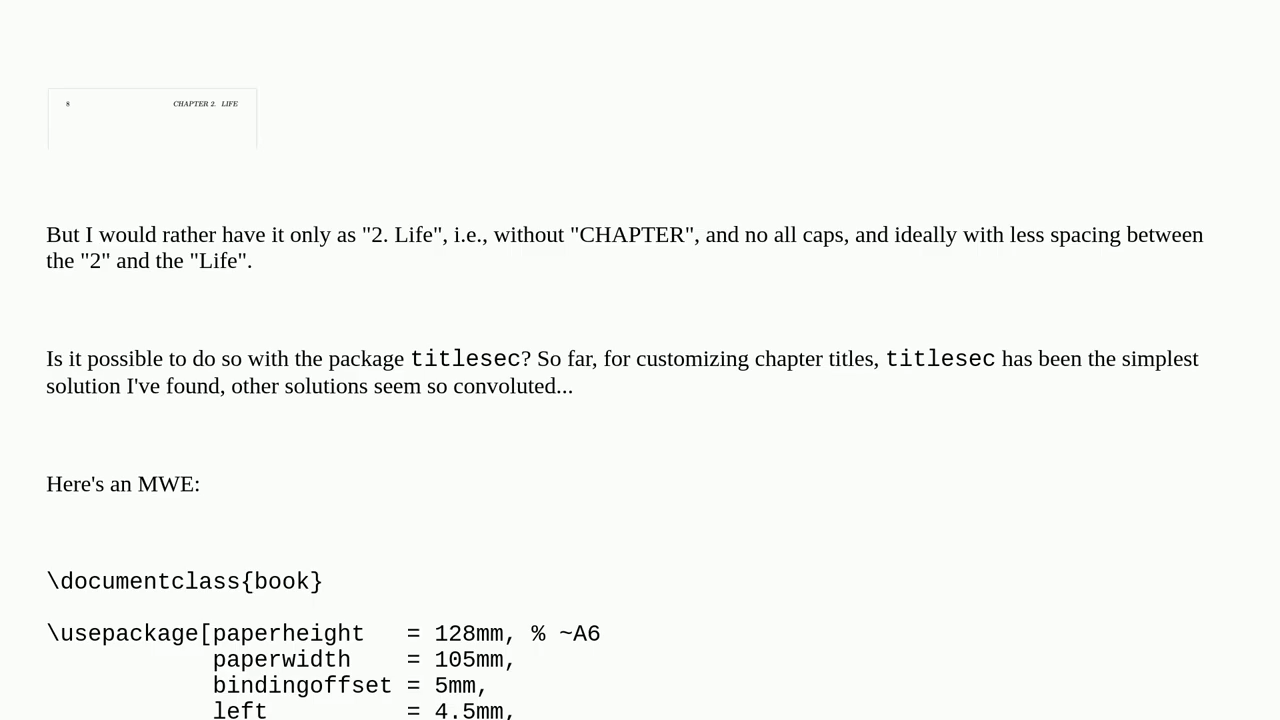 8 CHAPTER 2. LIFE
But I would rather have it only as "2. Life", i.e., without "CHAPTER", and no all caps, and ideally with less spacing between
the "2" and the "Life".
Is it possible to do so with the package titlesec? So far, for customizing chapter titles, titlesec has been the simplest
solution I've found, other solutions seem so convoluted...
Here's an MWE:
\documentclass{book}
\usepackage[paperheight   = 128mm, % ~A6
            paperwidth    = 105mm,
            bindingoffset = 5mm,
            left          = 4.5mm,